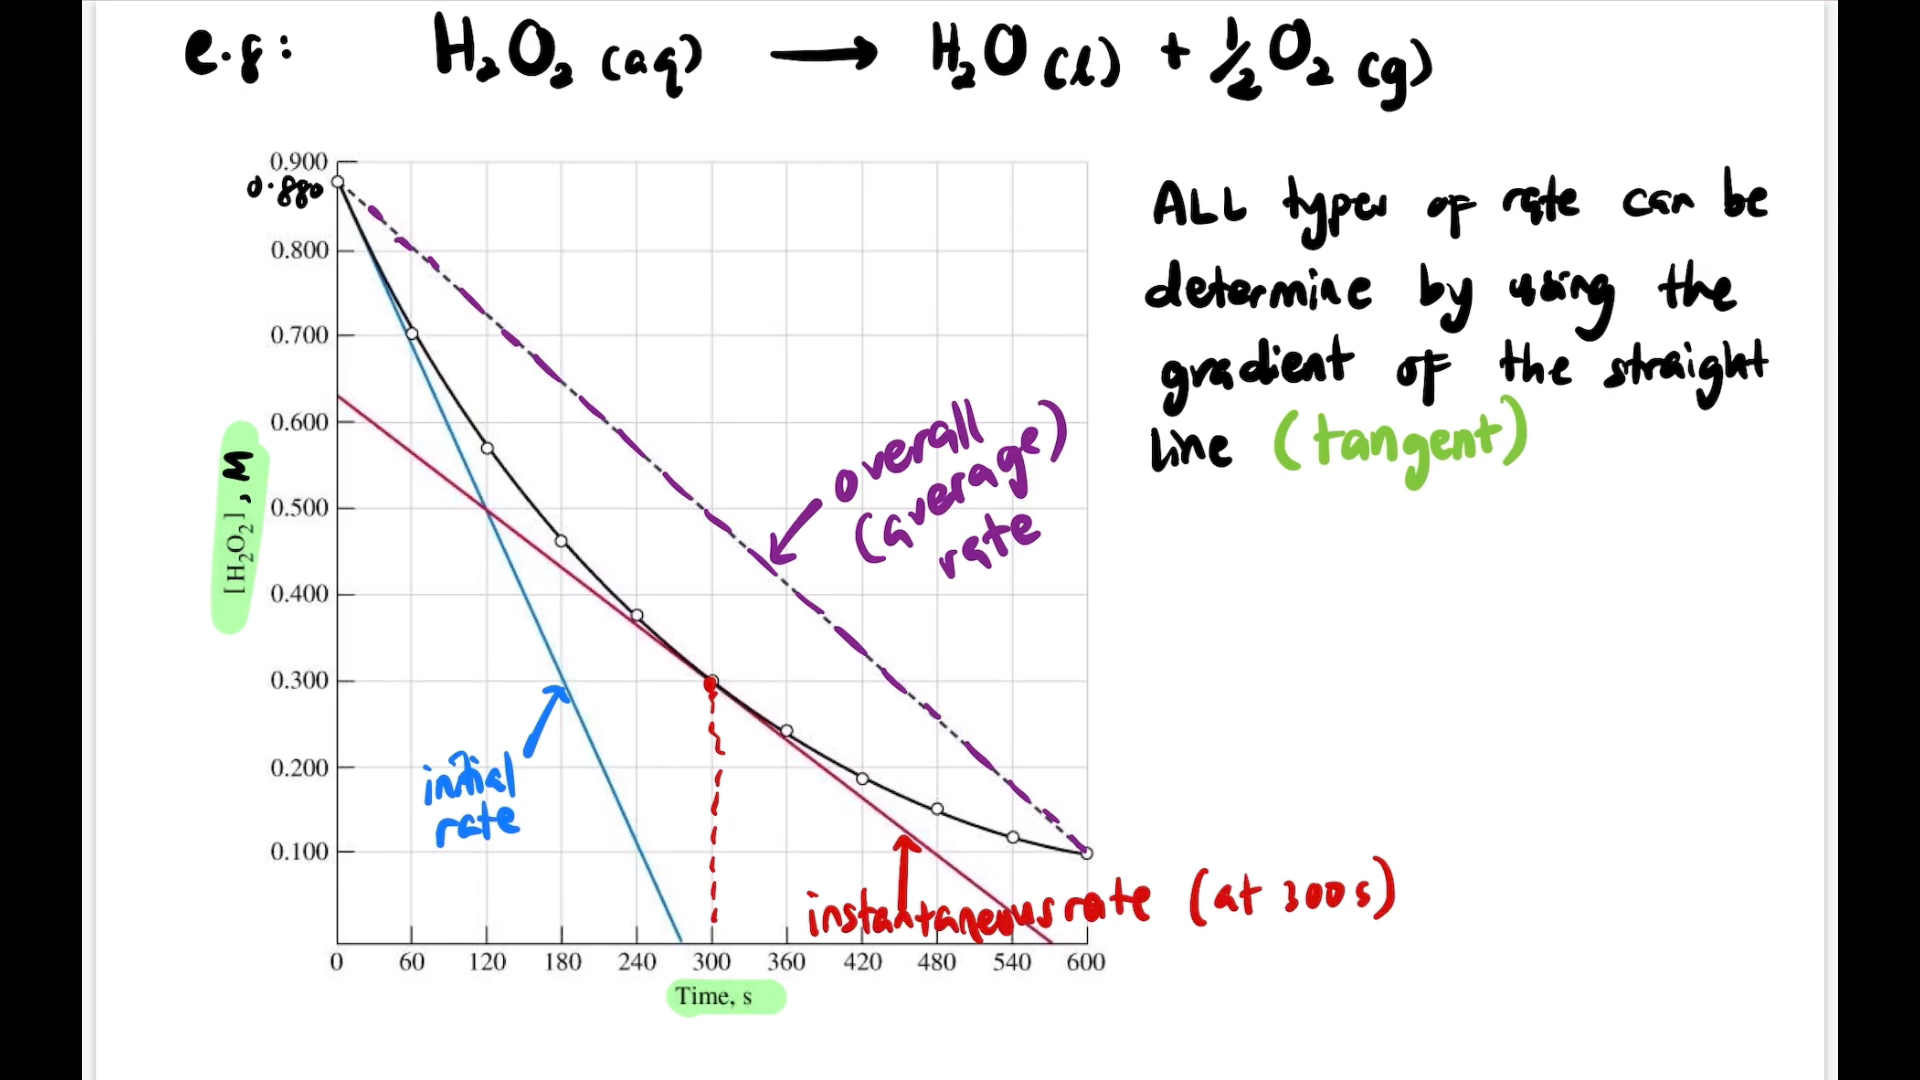 e.g: H₂O₂ (aq) ⟶ H₂O (l) + ½O₂ (g)
0.900
0.880
0.800
0.700
0.600
0.500
0.400
0.300
0.200
0.100
[H₂O₂], M
0 60 120 180 240 300 360 420 480 540 600
Time, s
overall
(average)
rate
initial
rate
instantaneous rate (at 300s)
ALL types of rate can be
determine by using the
gradient of the straight
line (tangent)